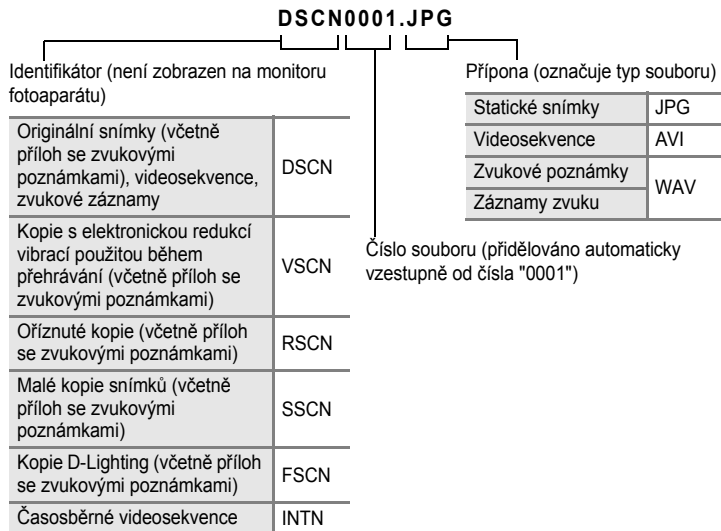 DSCN0001.JPG
Identifikátor (není zobrazen na monitoru
fotoaparátu)
Originální snímky (včetně
příloh se zvukovými
poznámkami), videosekvence,
zvukové záznamy
DSCN
Kopie s elektronickou redukcí
vibrací použitou během
přehrávání (včetně příloh se
zvukovými poznámkami)
VSCN
Oříznuté kopie (včetně příloh
se zvukovými poznámkami)
RSCN
Malé kopie snímků (včetně
příloh se zvukovými
poznámkami)
SSCN
Kopie D-Lighting (včetně příloh
se zvukovými poznámkami)
FSCN
Časosběrné videosekvence
INTN
Číslo souboru (přidělováno automaticky
vzestupně od čísla "0001")
Přípona (označuje typ souboru)
Statické snímky
JPG
Videosekvence
AVI
Zvukové poznámky
Záznamy zvuku
WAV